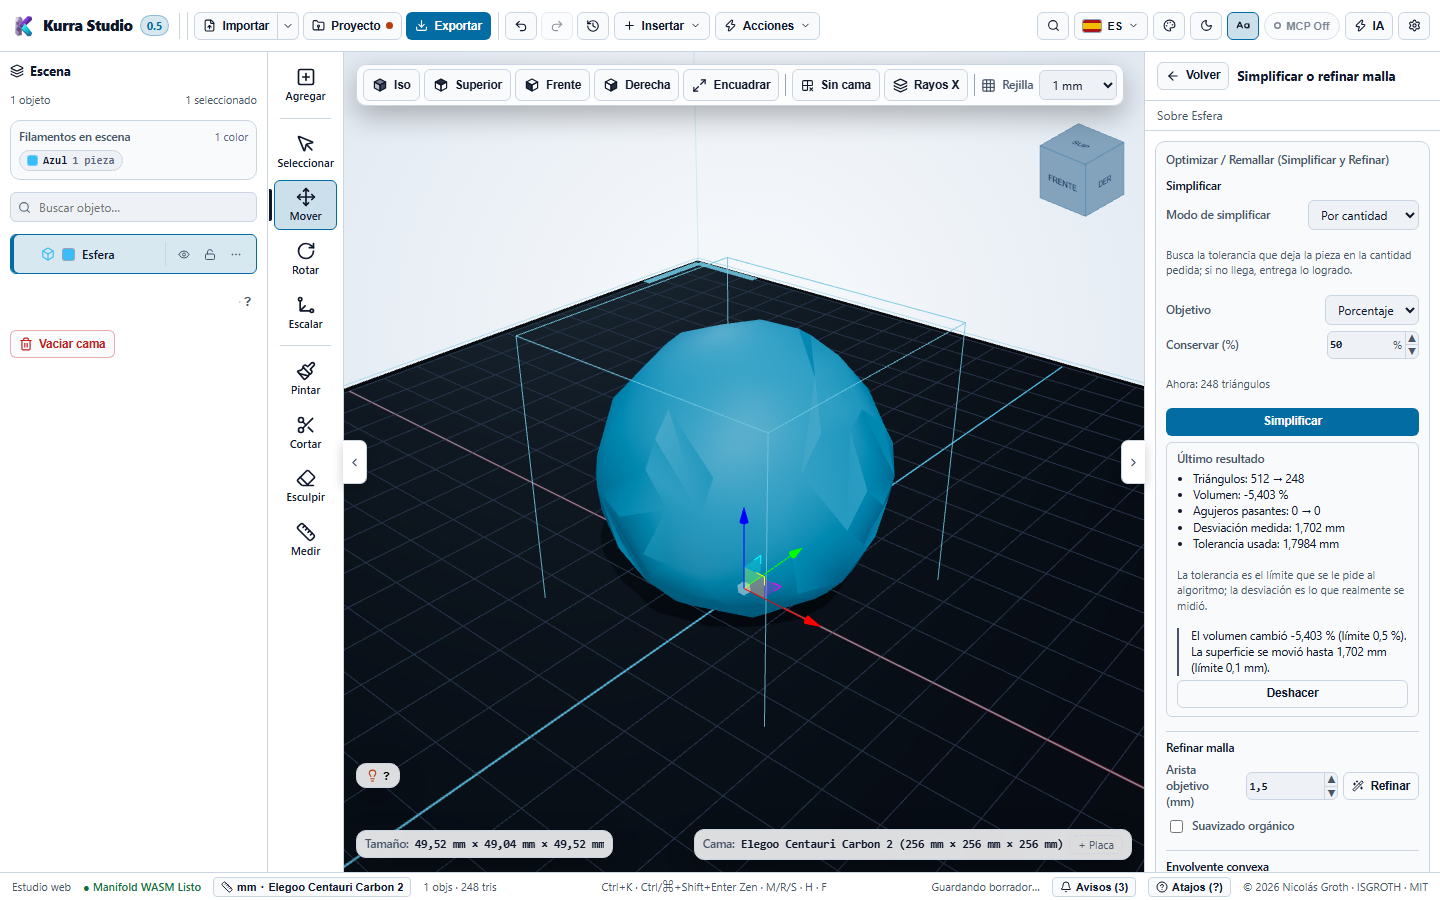 Kurra Studio 0.5
Importar
Proyecto
Exportar
Insertar
Acciones
ES
MCP Off
IA
Escena
1 objeto
1 seleccionado
Filamentos en escena
1 color
Azul 1 pieza
Buscar objeto...
Esfera
?
Vaciar cama
Agregar
Seleccionar
Mover
Rotar
Escalar
Pintar
Cortar
Esculpir
Medir
Iso
Superior
Frente
Derecha
Encuadrar
Sin cama
Rayos X
Rejilla
1 mm
SUP
FRENTE
DER
?
Tamaño: 49,52 mm × 49,04 mm × 49,52 mm
Cama: Elegoo Centauri Carbon 2 (256 mm × 256 mm × 256 mm)
+ Placa
Volver
Simplificar o refinar malla
Sobre Esfera
Optimizar / Remallar (Simplificar y Refinar)
Simplificar
Modo de simplificar
Por cantidad
Busca la tolerancia que deja la pieza en la cantidad
pedida; si no llega, entrega lo logrado.
Objetivo
Porcentaje
Conservar (%)
50 %
Ahora: 248 triángulos
Simplificar
Último resultado
• Triángulos: 512 → 248
• Volumen: -5,403 %
• Agujeros pasantes: 0 → 0
• Desviación medida: 1,702 mm
• Tolerancia usada: 1,7984 mm
La tolerancia es el límite que se le pide al
algoritmo; la desviación es lo que realmente se
midió.
El volumen cambió -5,403 % (límite 0,5 %).
La superficie se movió hasta 1,702 mm
(límite 0,1 mm).
Deshacer
Refinar malla
Arista
objetivo
(mm)
1,5
Refinar
Suavizado orgánico
Envolvente convexa
Estudio web
● Manifold WASM Listo
mm · Elegoo Centauri Carbon 2
1 objs · 248 tris
Ctrl+K · Ctrl/⌘+Shift+Enter Zen · M/R/S · H · F
Guardando borrador...
Avisos (3)
Atajos (?)
© 2026 Nicolás Groth · ISGROTH · MIT